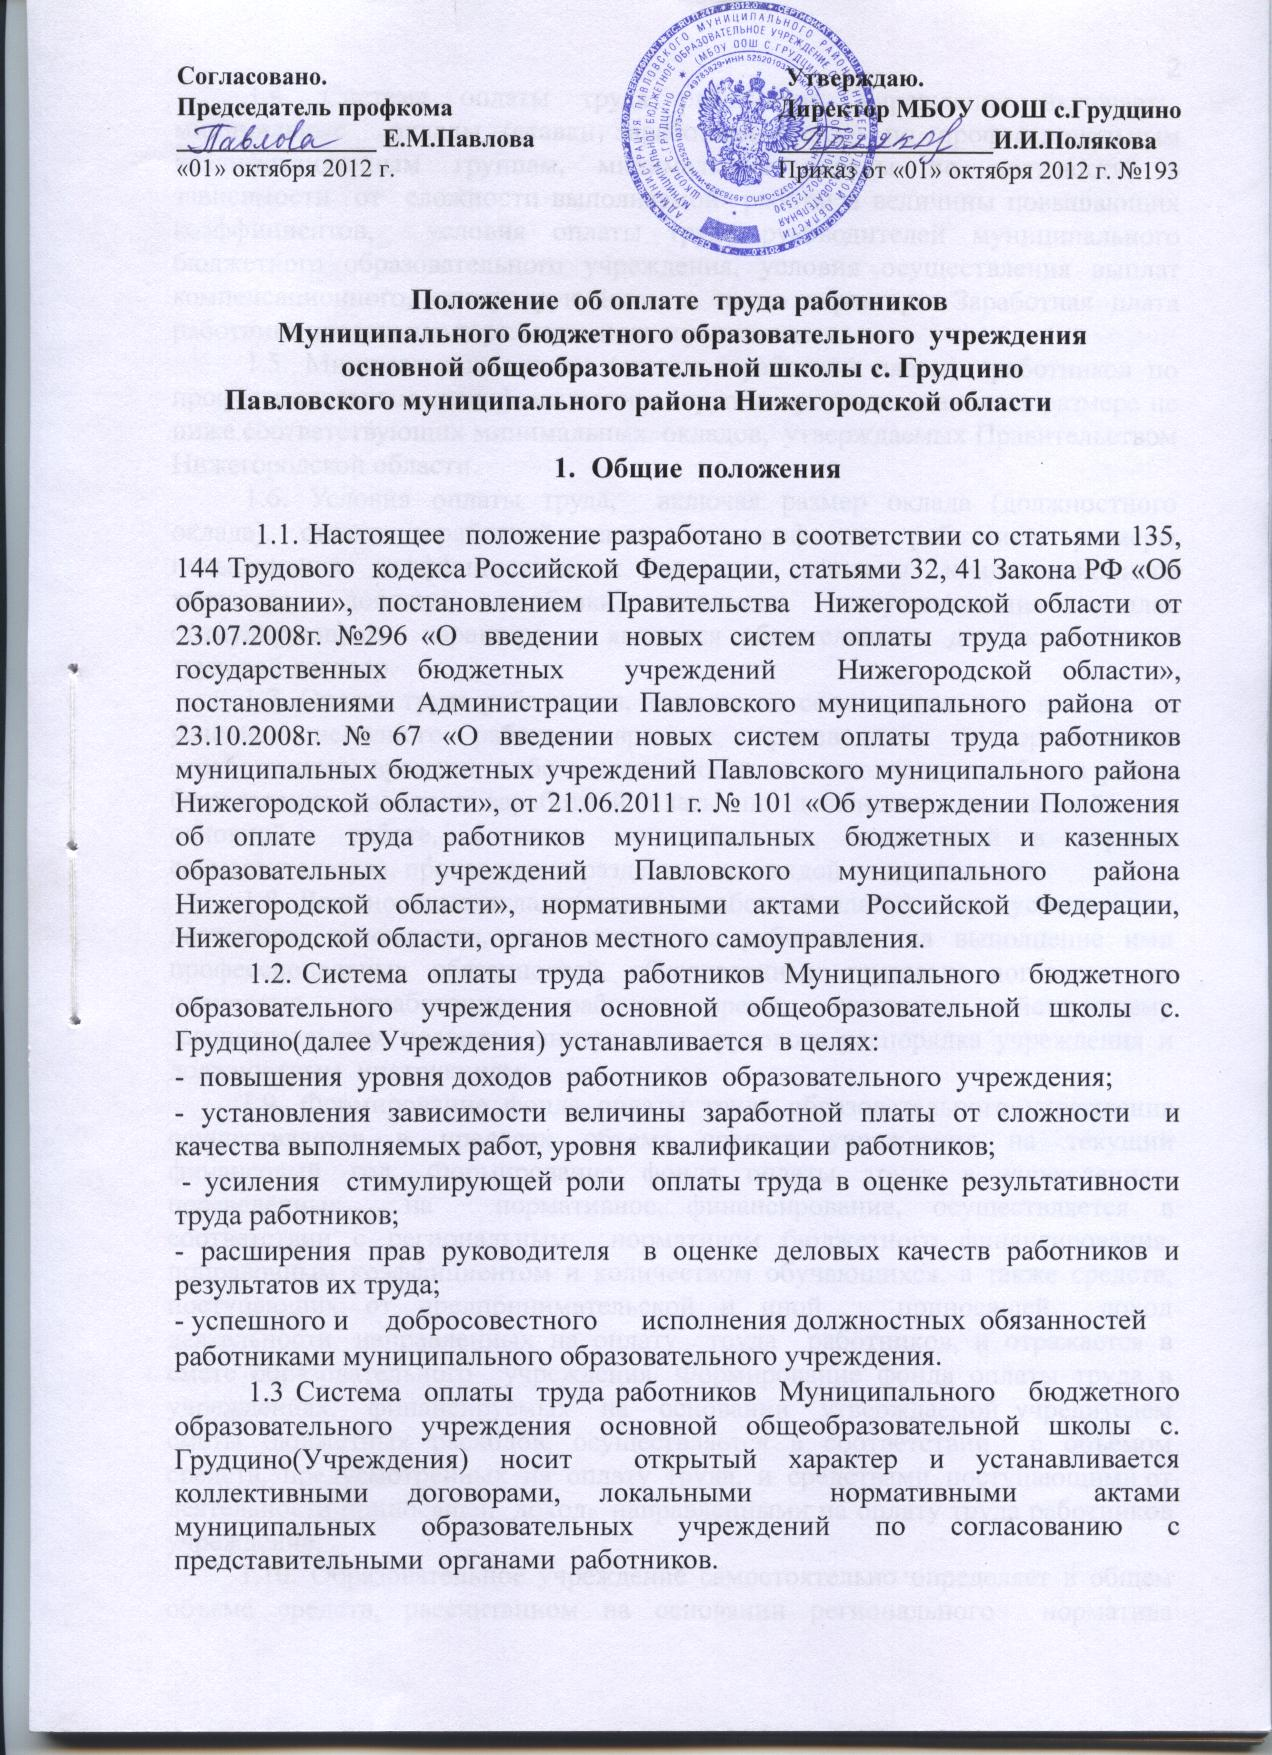 Согласовано.
Председатель профкома
Павлова Е.М.Павлова
«01» октября 2012 г.
Утверждаю.
Директор МБОУ ООШ с.Грудцино
И.И.Полякова
Приказ от «01» октября 2012 г. №193
Положение об оплате труда работников
Муниципального бюджетного образовательного учреждения
основной общеобразовательной школы с. Грудцино
Павловского муниципального района Нижегородской области
1. Общие положения
1.1. Настоящее положение разработано в соответствии со статьями 135,
144 Трудового кодекса Российской Федерации, статьями 32, 41 Закона РФ «Об
образовании», постановлением Правительства Нижегородской области от
23.07.2008г. №296 «О введении новых систем оплаты труда работников
государственных бюджетных учреждений Нижегородской области»,
постановлениями Администрации Павловского муниципального района от
23.10.2008г. № 67 «О введении новых систем оплаты труда работников
муниципальных бюджетных учреждений Павловского муниципального района
Нижегородской области», от 21.06.2011 г. № 101 «Об утверждении Положения
об оплате труда работников муниципальных бюджетных и казенных
образовательных учреждений Павловского муниципального района
Нижегородской области», нормативными актами Российской Федерации,
Нижегородской области, органов местного самоуправления.
1.2. Система оплаты труда работников Муниципального бюджетного
образовательного учреждения основной общеобразовательной школы с.
Грудцино(далее Учреждения) устанавливается в целях:
- повышения уровня доходов работников образовательного учреждения;
- установления зависимости величины заработной платы от сложности и
качества выполняемых работ, уровня квалификации работников;
- усиления стимулирующей роли оплаты труда в оценке результативности
труда работников;
- расширения прав руководителя в оценке деловых качеств работников и
результатов их труда;
- успешного и добросовестного исполнения должностных обязанностей
работниками муниципального образовательного учреждения.
1.3 Система оплаты труда работников Муниципального бюджетного
образовательного учреждения основной общеобразовательной школы с.
Грудцино(Учреждения) носит открытый характер и устанавливается
коллективными договорами, локальными нормативными актами
муниципальных образовательных учреждений по согласованию с
представительными органами работников.